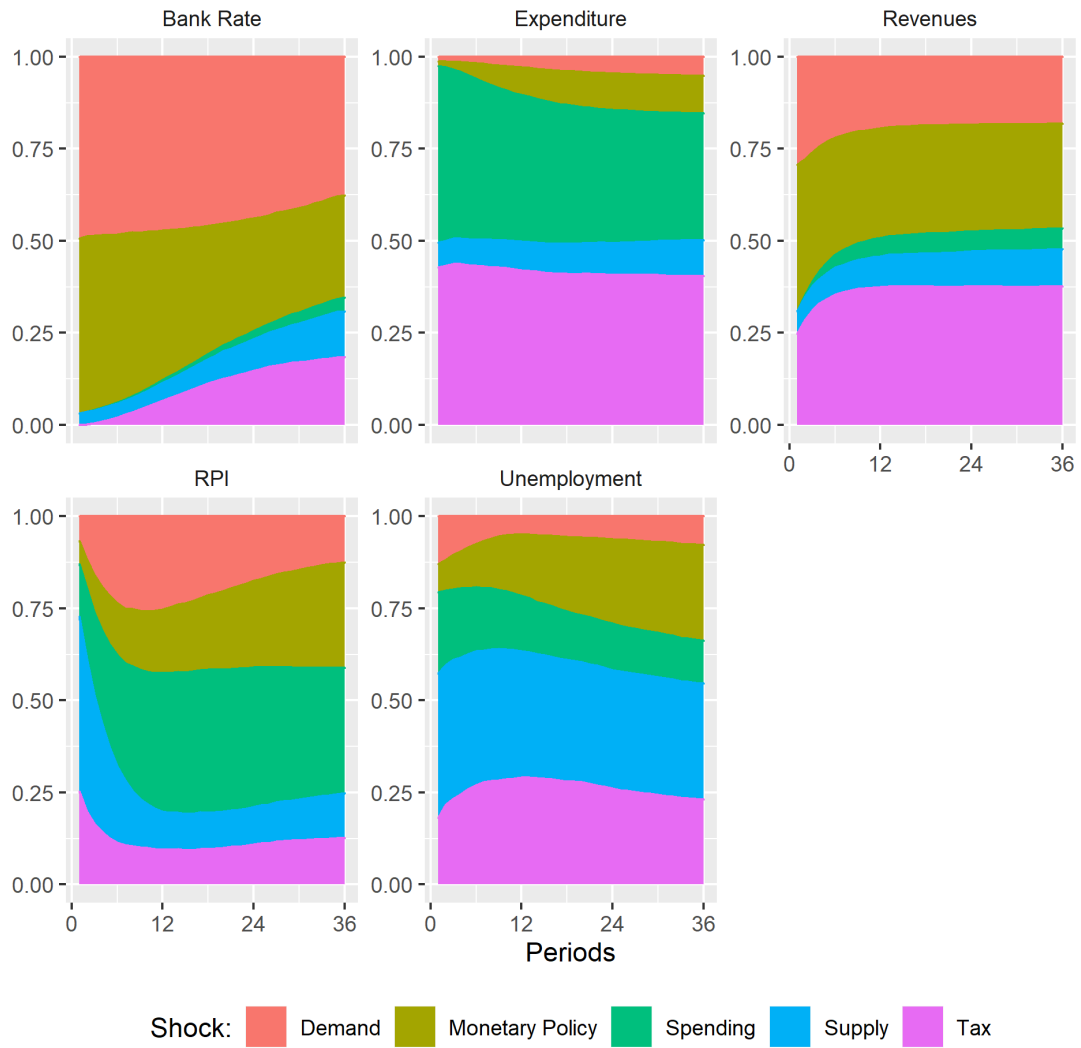 Bank Rate
Expenditure
Revenues
1.00
0.75
0.50
0.25
0.00
1.00
0.75
0.50
0.25
0.00
1.00
0.75
0.50
0.25
0.00
0 12 24 36
RPI
Unemployment
1.00
0.75
0.50
0.25
0.00
0 12 24 36
1.00
0.75
0.50
0.25
0.00
0 12 24 36
Periods
Shock: Demand Monetary Policy Spending Supply Tax